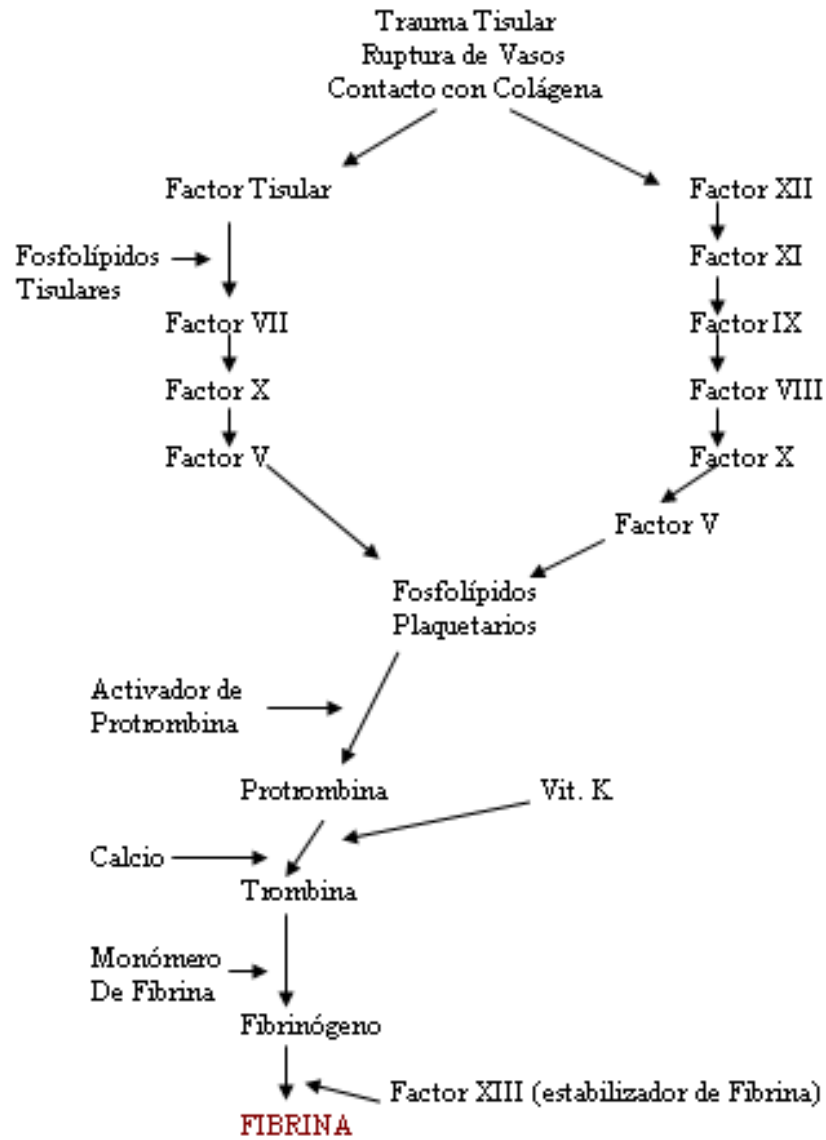 Trauma Tisular
Ruptura de Vasos
Contacto con Colágena
Factor Tisular
Factor XII
Fosfolípidos
Tisulares
Factor XI
Factor VII
Factor IX
Factor X
Factor VIII
Factor V
Factor X
Factor V
Fosfolípidos
Plaquetarios
Activador de
Protrombina
Protrombina
Vit. K
Calcio
Trombina
Monómero
De Fibrina
Fibrinógeno
Factor XIII (estabilizador de Fibrina)
FIBRINA